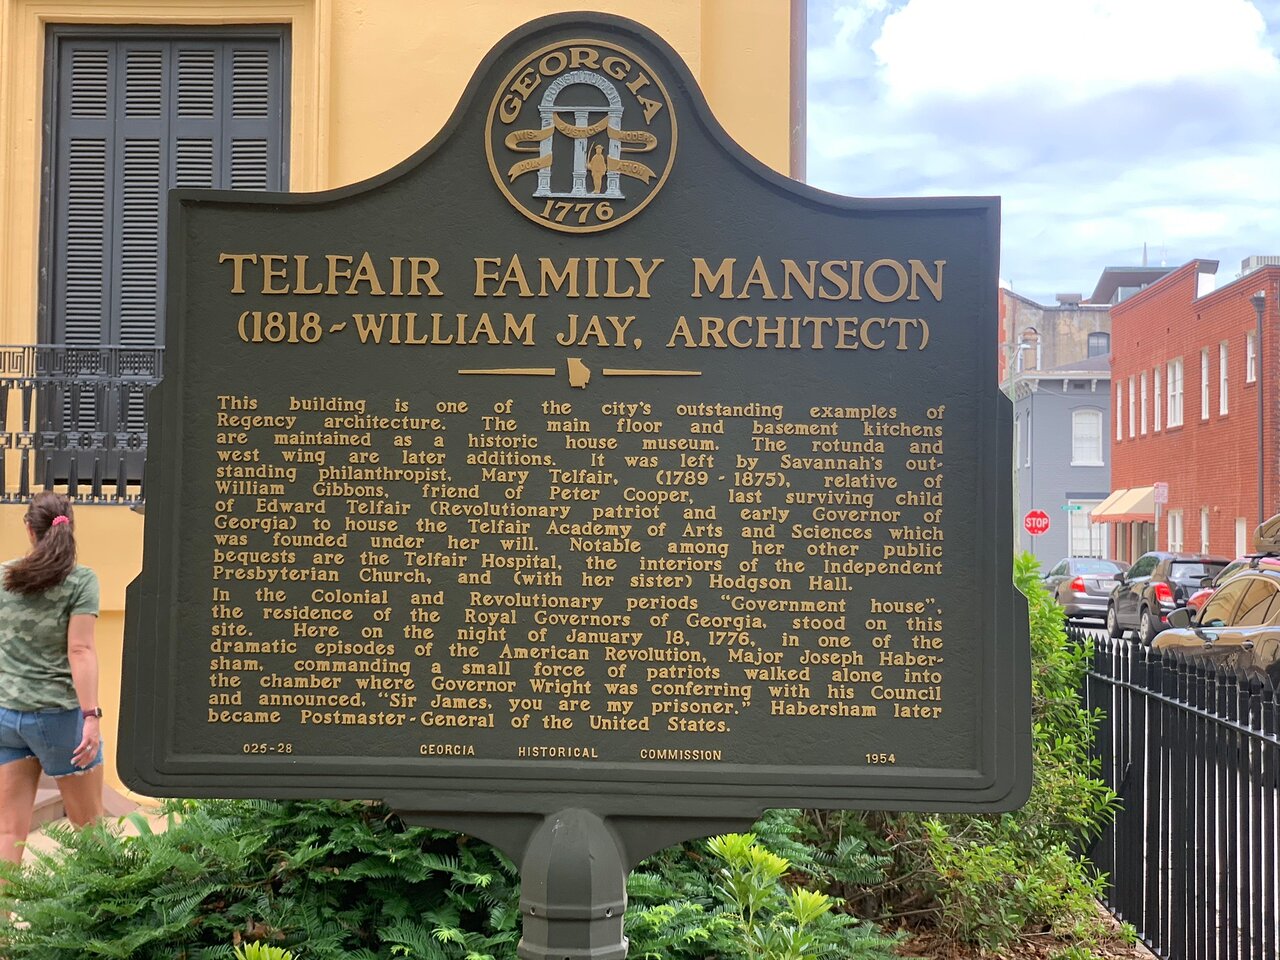 GEORGIA
CONSTITUTION
WIS- JUSTICE MODER-
DOM ATION
1776
TELFAIR FAMILY MANSION
(1818~WILLIAM JAY, ARCHITECT)
This building is one of the city's outstanding examples of
Regency architecture. The main floor and basement kitchens
are maintained as a historic house museum. The rotunda and
west wing are later additions. It was left by Savannah's out-
standing philanthropist, Mary Telfair, (1789 - 1875), relative of
William Gibbons, friend of Peter Cooper, last surviving child
of Edward Telfair (Revolutionary patriot and early Governor of
Georgia) to house the Telfair Academy of Arts and Sciences which
was founded under her will. Notable among her other public
bequests are the Telfair Hospital, the interiors of the Independent
Presbyterian Church, and (with her sister) Hodgson Hall.
In the Colonial and Revolutionary periods "Government house",
the residence of the Royal Governors of Georgia, stood on this
site. Here on the night of January 18, 1776, in one of the
dramatic episodes of the American Revolution, Major Joseph Haber-
sham, commanding a small force of patriots walked alone into
the chamber where Governor Wright was conferring with his Council
and announced, "Sir James, you are my prisoner." Habersham later
became Postmaster-General of the United States.
025-28 GEORGIA HISTORICAL COMMISSION 1954
STOP